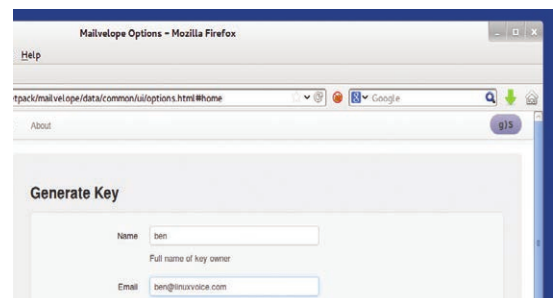 Mailvelope Options – Mozilla Firefox
Help
tpack/mailvelope/data/common/ui/options.html#home
Google
About
g)5
Generate Key
Name ben
Full name of key owner
Email ben@linuxvoice.com